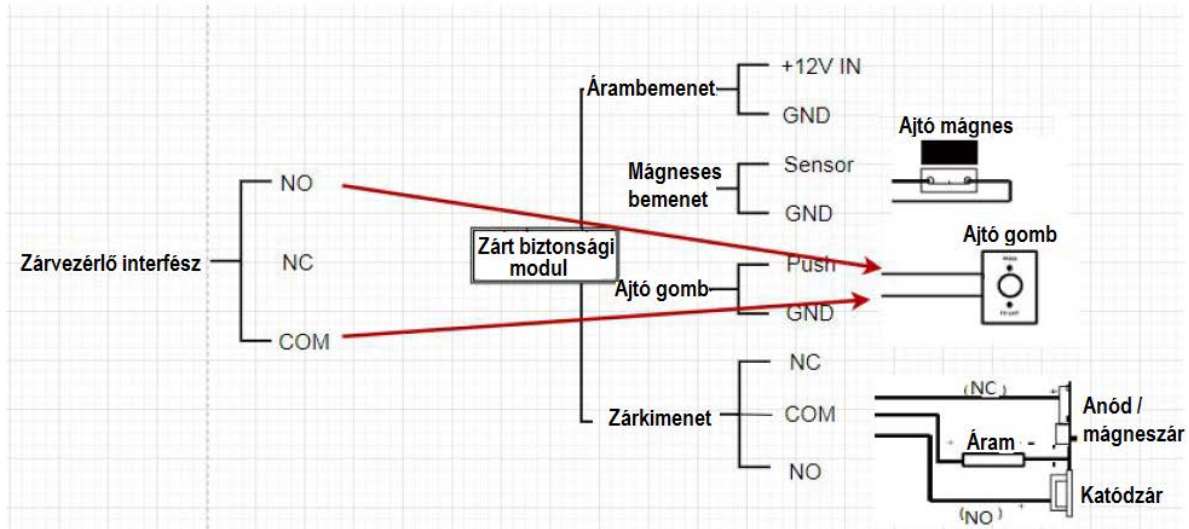 +12V IN
Árambemenet
GND
Ajtó mágnes
Sensor
Mágneses
bemenet
NO
GND
Zárt biztonsági
modul
Ajtó gomb
Zárvezérlő interfész
NC
Push
Ajtó gomb
GND
COM
NC
(NC)
Anód /
mágneszár
Zárkimenet
COM
+ Áram -
NO
Katódzár
(NO)